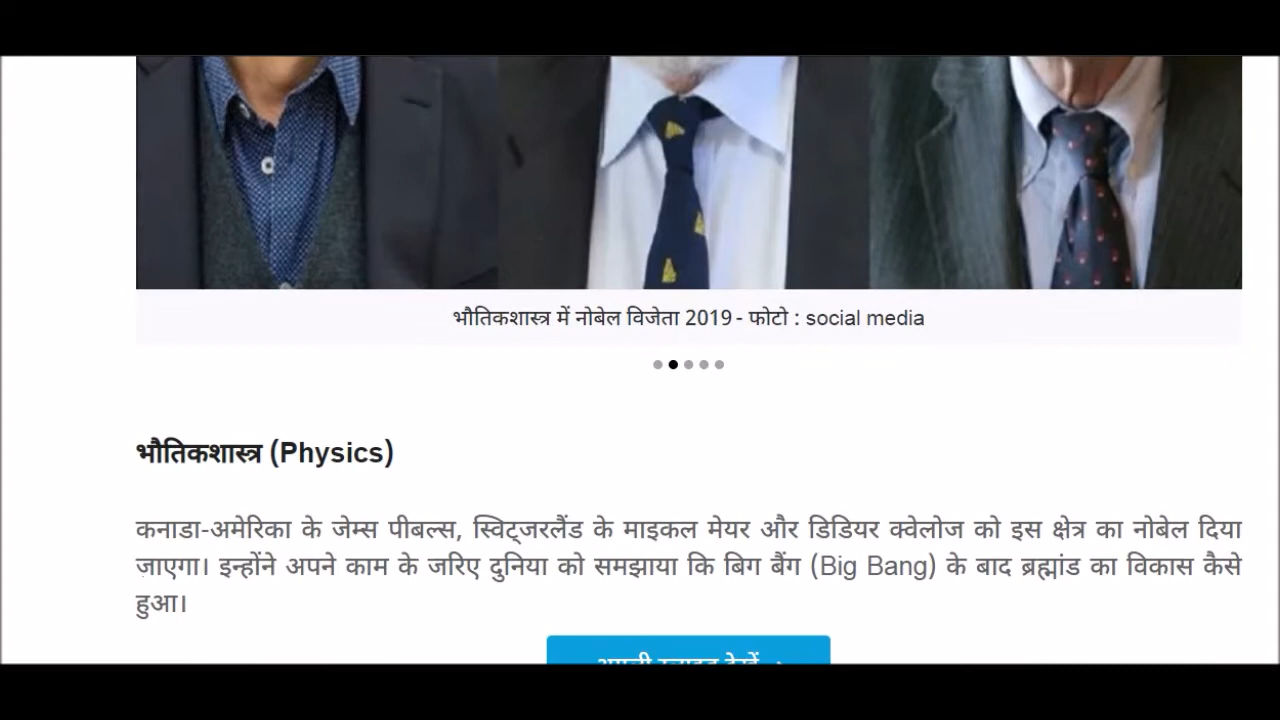 भौतिकशास्त्र में नोबेल विजेता 2019 - फोटो : social media
भौतिकशास्त्र (Physics)
कनाडा-अमेरिका के जेम्स पीबल्स, स्विट्जरलैंड के माइकल मेयर और डिडियर क्वेलोज को इस क्षेत्र का नोबेल दिया
जाएगा। इन्होंने अपने काम के जरिए दुनिया को समझाया कि बिग बैंग (Big Bang) के बाद ब्रह्मांड का विकास कैसे
हुआ।